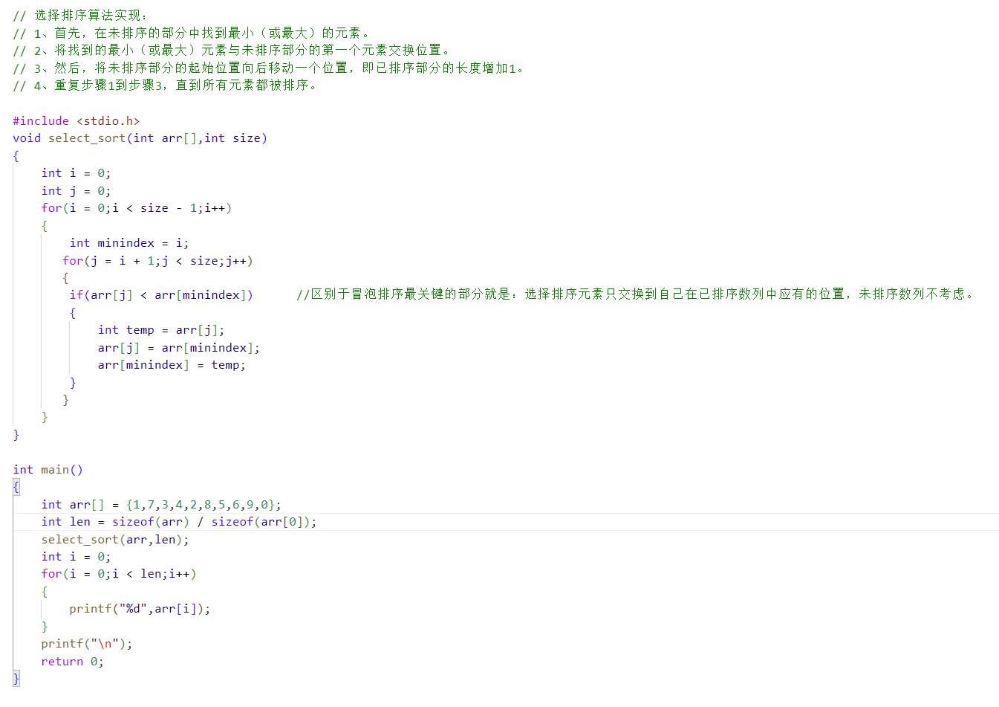 // 选择排序算法实现：
// 1、首先，在未排序的部分中找到最小（或最大）的元素。
// 2、将找到的最小（或最大）元素与未排序部分的第一个元素交换位置。
// 3、然后，将未排序部分的起始位置向后移动一个位置，即已排序部分的长度增加1。
// 4、重复步骤1到步骤3，直到所有元素都被排序。

#include <stdio.h>
void select_sort(int arr[],int size)
{
    int i = 0;
    int j = 0;
    for(i = 0;i < size - 1;i++)
    {
        int minindex = i;
       for(j = i + 1;j < size;j++)
       {
        if(arr[j] < arr[minindex])      //区别于冒泡排序最关键的部分就是：选择排序元素只交换到自己在已排序数列中应有的位置，未排序数列不考虑。
        {
            int temp = arr[j];
            arr[j] = arr[minindex];
            arr[minindex] = temp;
        }
       }
    }
}

int main()
{
    int arr[] = {1,7,3,4,2,8,5,6,9,0};
    int len = sizeof(arr) / sizeof(arr[0]);
    select_sort(arr,len);
    int i = 0;
    for(i = 0;i < len;i++)
    {
        printf("%d",arr[i]);
    }
    printf("\n");
    return 0;
}